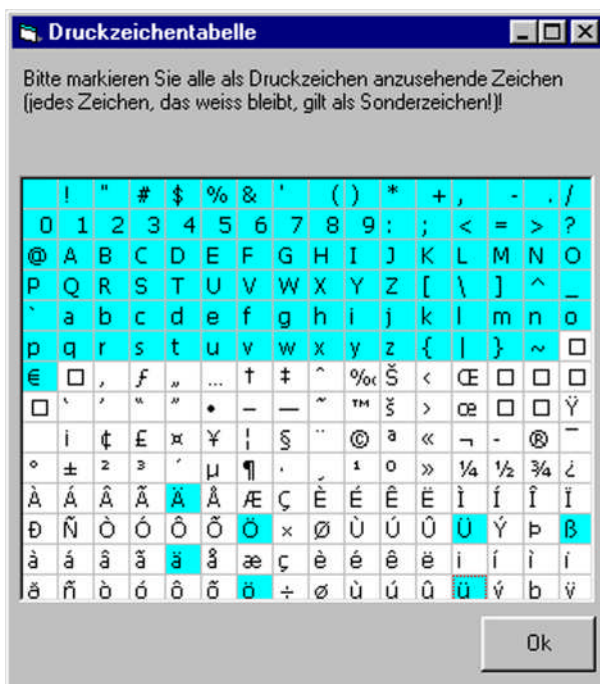 Druckzeichentabelle
Bitte markieren Sie alle als Druckzeichen anzusehende Zeichen
(jedes Zeichen, das weiss bleibt, gilt als Sonderzeichen!)!
! " # $ % & ' ( ) * + , - . /
0 1 2 3 4 5 6 7 8 9 : ; < = > ?
@ A B C D E F G H I J K L M N O
P Q R S T U V W X Y Z [ \ ] ^ _
` a b c d e f g h i j k l m n o
p q r s t u v w x y z { | } ~ □
€ □ ‚ ƒ „ … † ‡ ˆ ‰ Š ‹ Œ □ □ □
□ ‘ ’ “ ” • – — ˜ ™ š › œ □ □ Ÿ
¡ ¢ £ ¤ ¥ ¦ § ¨ © ª « ¬ - ® ¯
° ± ² ³ ´ µ ¶ · ¸ ¹ º » ¼ ½ ¾ ¿
À Á Â Ã Ä Å Æ Ç È É Ê Ë Ì Í Î Ï
Ð Ñ Ò Ó Ô Õ Ö × Ø Ù Ú Û Ü Ý Þ ß
à á â ã ä å æ ç è é ê ë ì í î ï
ð ñ ò ó ô õ ö ÷ ø ù ú û ü ý þ ÿ
Ok